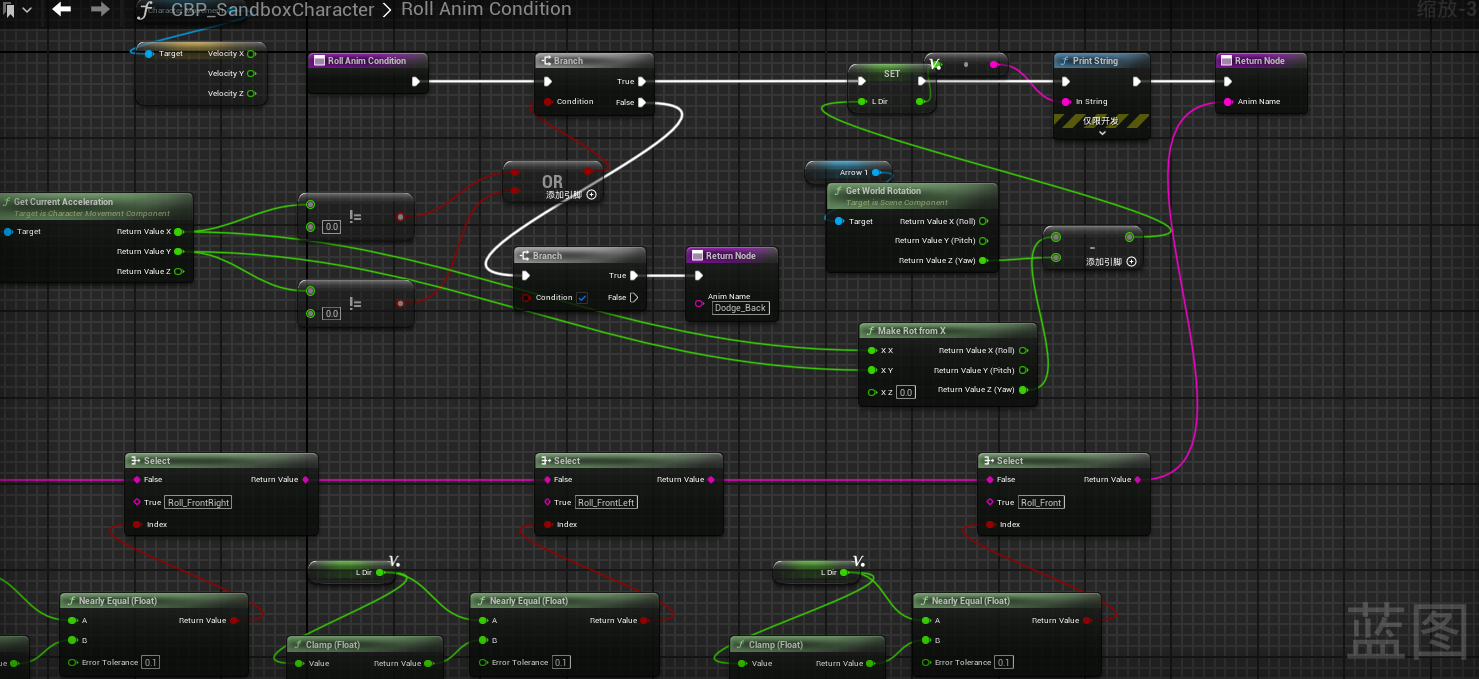 CBP_SandboxCharacter > Roll Anim Condition
缩放-3
Target
Velocity X
Velocity Y
Velocity Z
Roll Anim Condition
Branch
True
Condition
False
SET
L Dir
Print String
In String
仅限开发
Return Node
Anim Name
OR
添加引脚
Arrow 1
Get World Rotation
Target is Scene Component
Target
Return Value X (Roll)
Return Value Y (Pitch)
Return Value Z (Yaw)
-
添加引脚
Get Current Acceleration
Target is Character Movement Component
Target
Return Value X
Return Value Y
Return Value Z
!=
0.0
!=
0.0
Branch
True
Condition
False
Return Node
Anim Name
Dodge_Back
Make Rot from X
X X
Return Value X (Roll)
X Y
Return Value Y (Pitch)
X Z
0.0
Return Value Z (Yaw)
Select
False
Return Value
True
Roll_FrontRight
Index
Select
False
Return Value
True
Roll_FrontLeft
Index
Select
False
Return Value
True
Roll_Front
Index
L Dir
L Dir
Nearly Equal (Float)
A
Return Value
B
Error Tolerance
0.1
Clamp (Float)
Value
Return Value
Nearly Equal (Float)
A
Return Value
B
Error Tolerance
0.1
Clamp (Float)
Value
Return Value
Nearly Equal (Float)
A
Return Value
B
Error Tolerance
0.1
蓝图